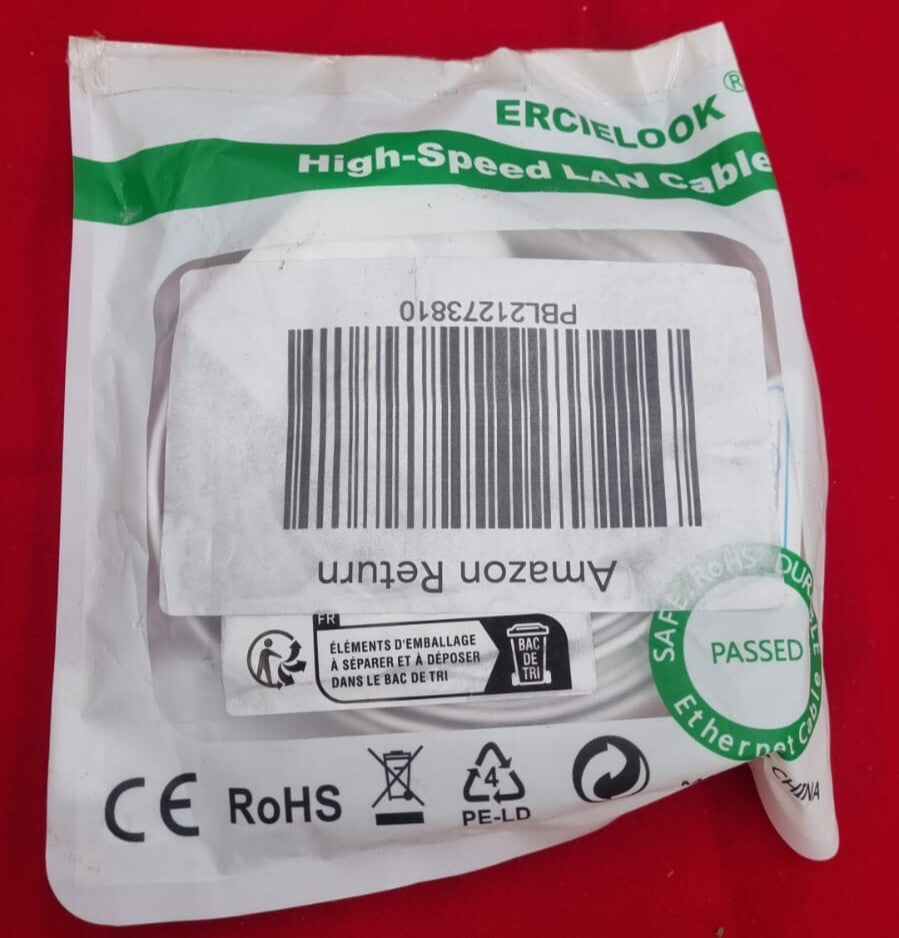 ERCIELOOK®
High-Speed LAN Cable
PBL21273810
Amazon Return
FR
ÉLÉMENTS D'EMBALLAGE
À SÉPARER ET À DÉPOSER
DANS LE BAC DE TRI
BAC
DE
TRI
SAFE, RoHS DURABLE
PASSED
Ethernet Cable
CE RoHS
4
PE-LD
CHINA